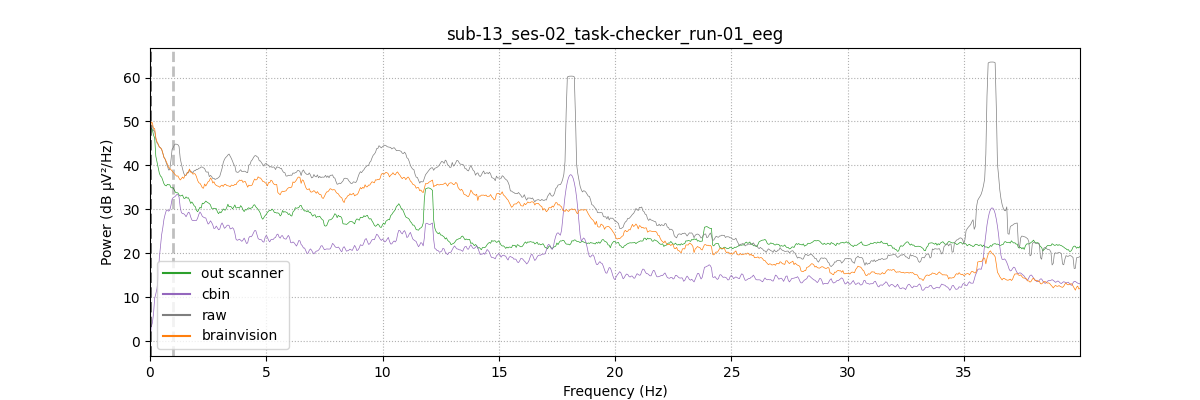 sub-13_ses-02_task-checker_run-01_eeg
Power (dB µV²/Hz)
60
50
40
30
20
10
0
out scanner
cbin
raw
brainvision
0 5 10 15 20 25 30 35
Frequency (Hz)